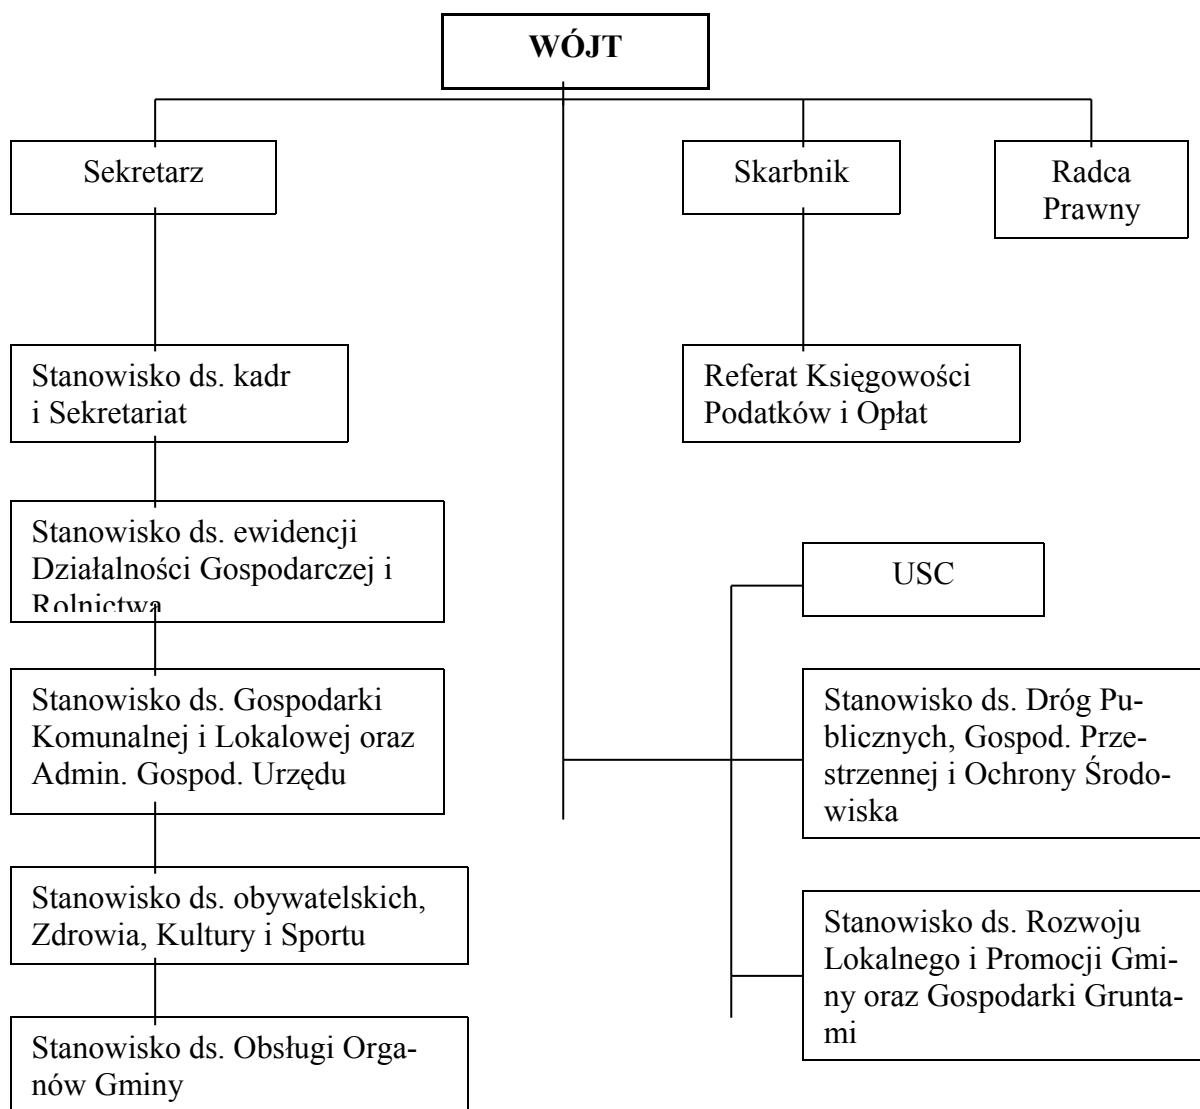 WÓJT
Sekretarz
Skarbnik
Radca
Prawny
Stanowisko ds. kadr
i Sekretariat
Referat Księgowości
Podatków i Opłat
Stanowisko ds. ewidencji
Działalności Gospodarczej i
Rolnictwa
USC
Stanowisko ds. Gospodarki
Komunalnej i Lokalowej oraz
Admin. Gospod. Urzędu
Stanowisko ds. Dróg Pu-
blicznych, Gospod. Prze-
strzennej i Ochrony Środo-
wiska
Stanowisko ds. obywatelskich,
Zdrowia, Kultury i Sportu
Stanowisko ds. Rozwoju
Lokalnego i Promocji Gmi-
ny oraz Gospodarki Grunta-
mi
Stanowisko ds. Obsługi Orga-
nów Gminy